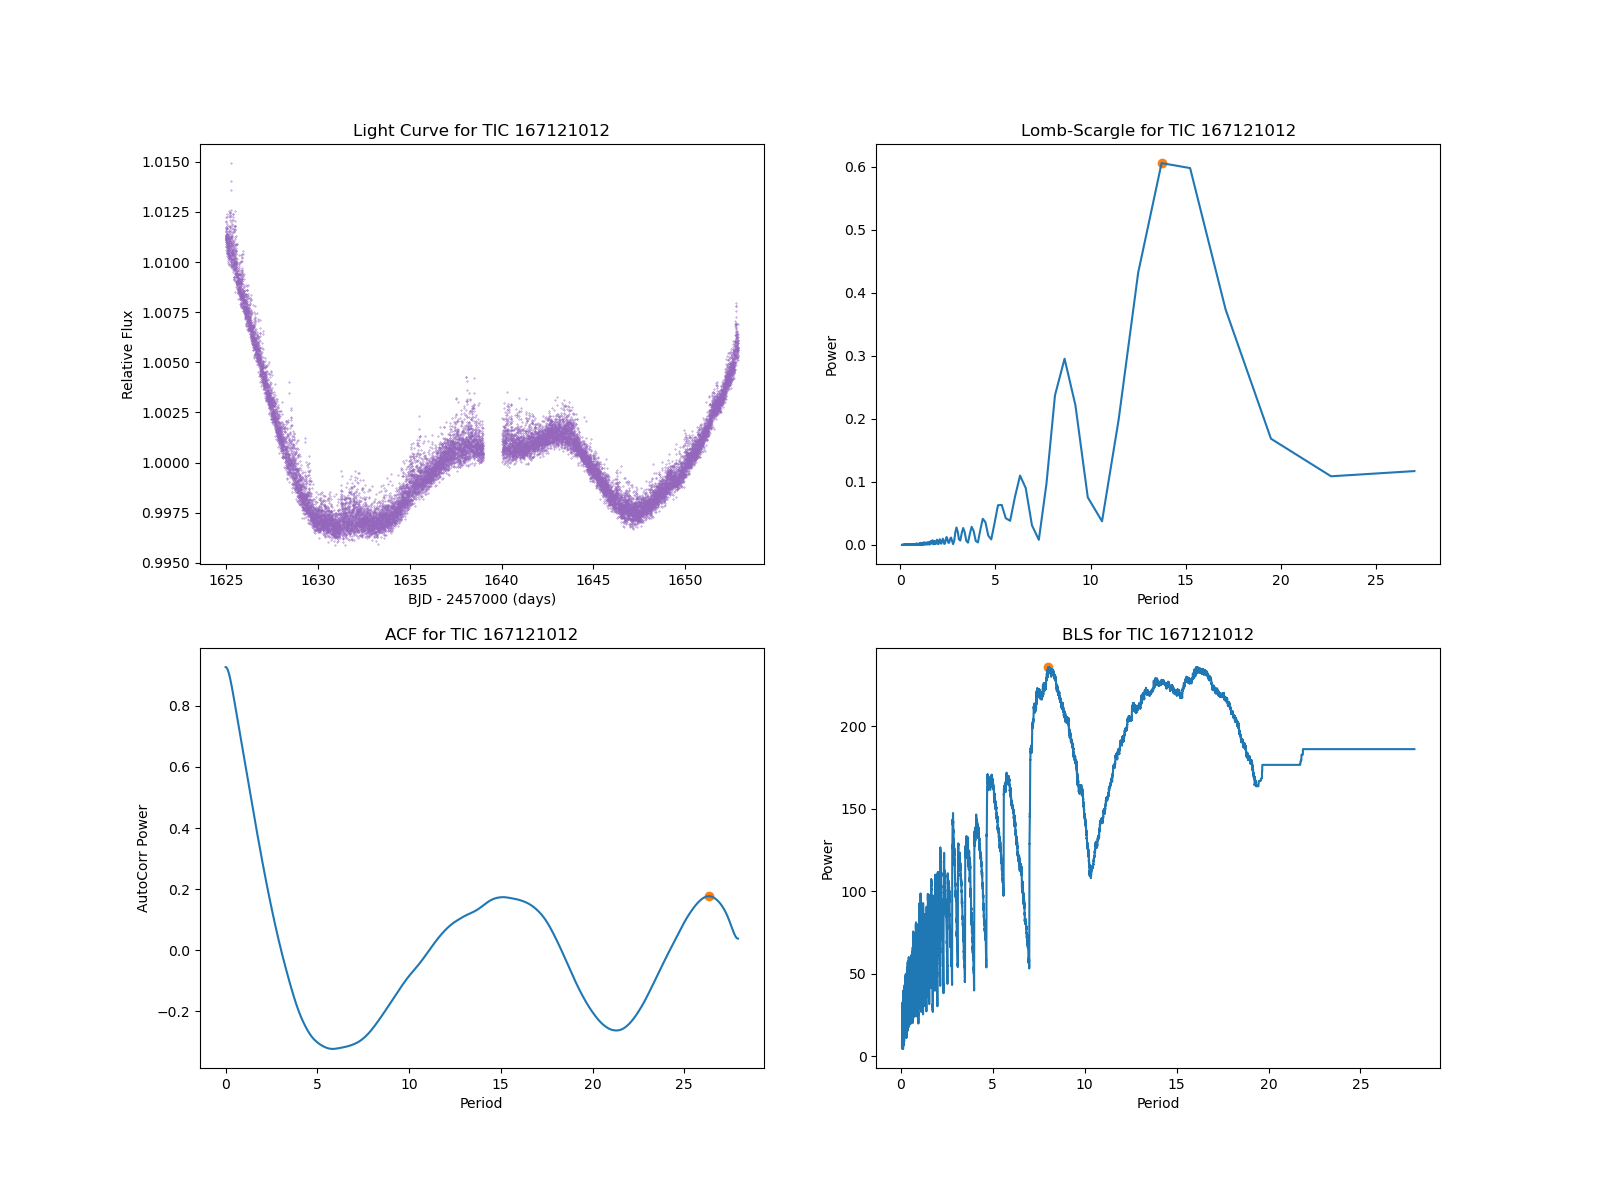 Light Curve for TIC 167121012
1.0150
1.0125
1.0100
1.0075
1.0050
1.0025
1.0000
0.9975
0.9950
Relative Flux
1625 1630 1635 1640 1645 1650
BJD - 2457000 (days)
Lomb-Scargle for TIC 167121012
0.6
0.5
0.4
0.3
0.2
0.1
0.0
Power
0 5 10 15 20 25
Period
ACF for TIC 167121012
0.8
0.6
0.4
0.2
0.0
−0.2
AutoCorr Power
0 5 10 15 20 25
Period
BLS for TIC 167121012
200
150
100
50
0
Power
0 5 10 15 20 25
Period